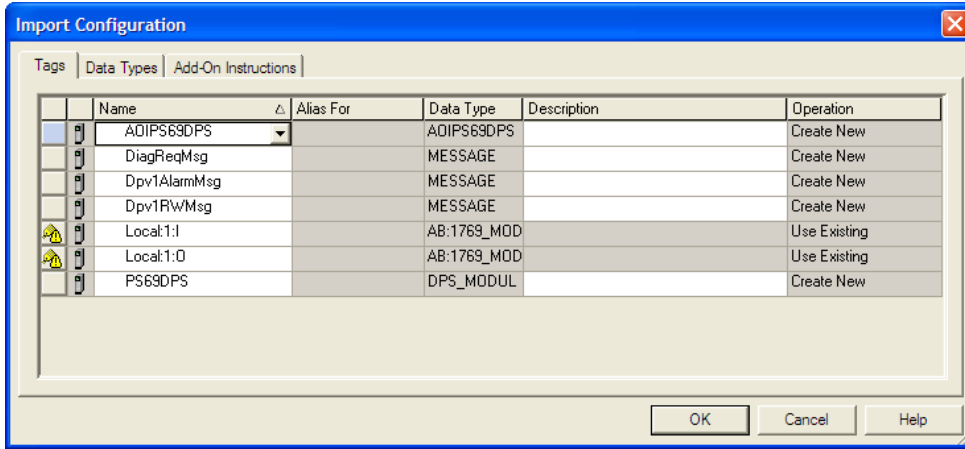 Import Configuration
Tags Data Types Add-On Instructions
Name Alias For Data Type Description Operation
AOIPS69DPS AOIPS69DPS Create New
DiagReqMsg MESSAGE Create New
Dpv1AlarmMsg MESSAGE Create New
Dpv1RWMsg MESSAGE Create New
Local:1:I AB:1769_MOD Use Existing
Local:1:O AB:1769_MOD Use Existing
PS69DPS DPS_MODUL Create New
OK Cancel Help